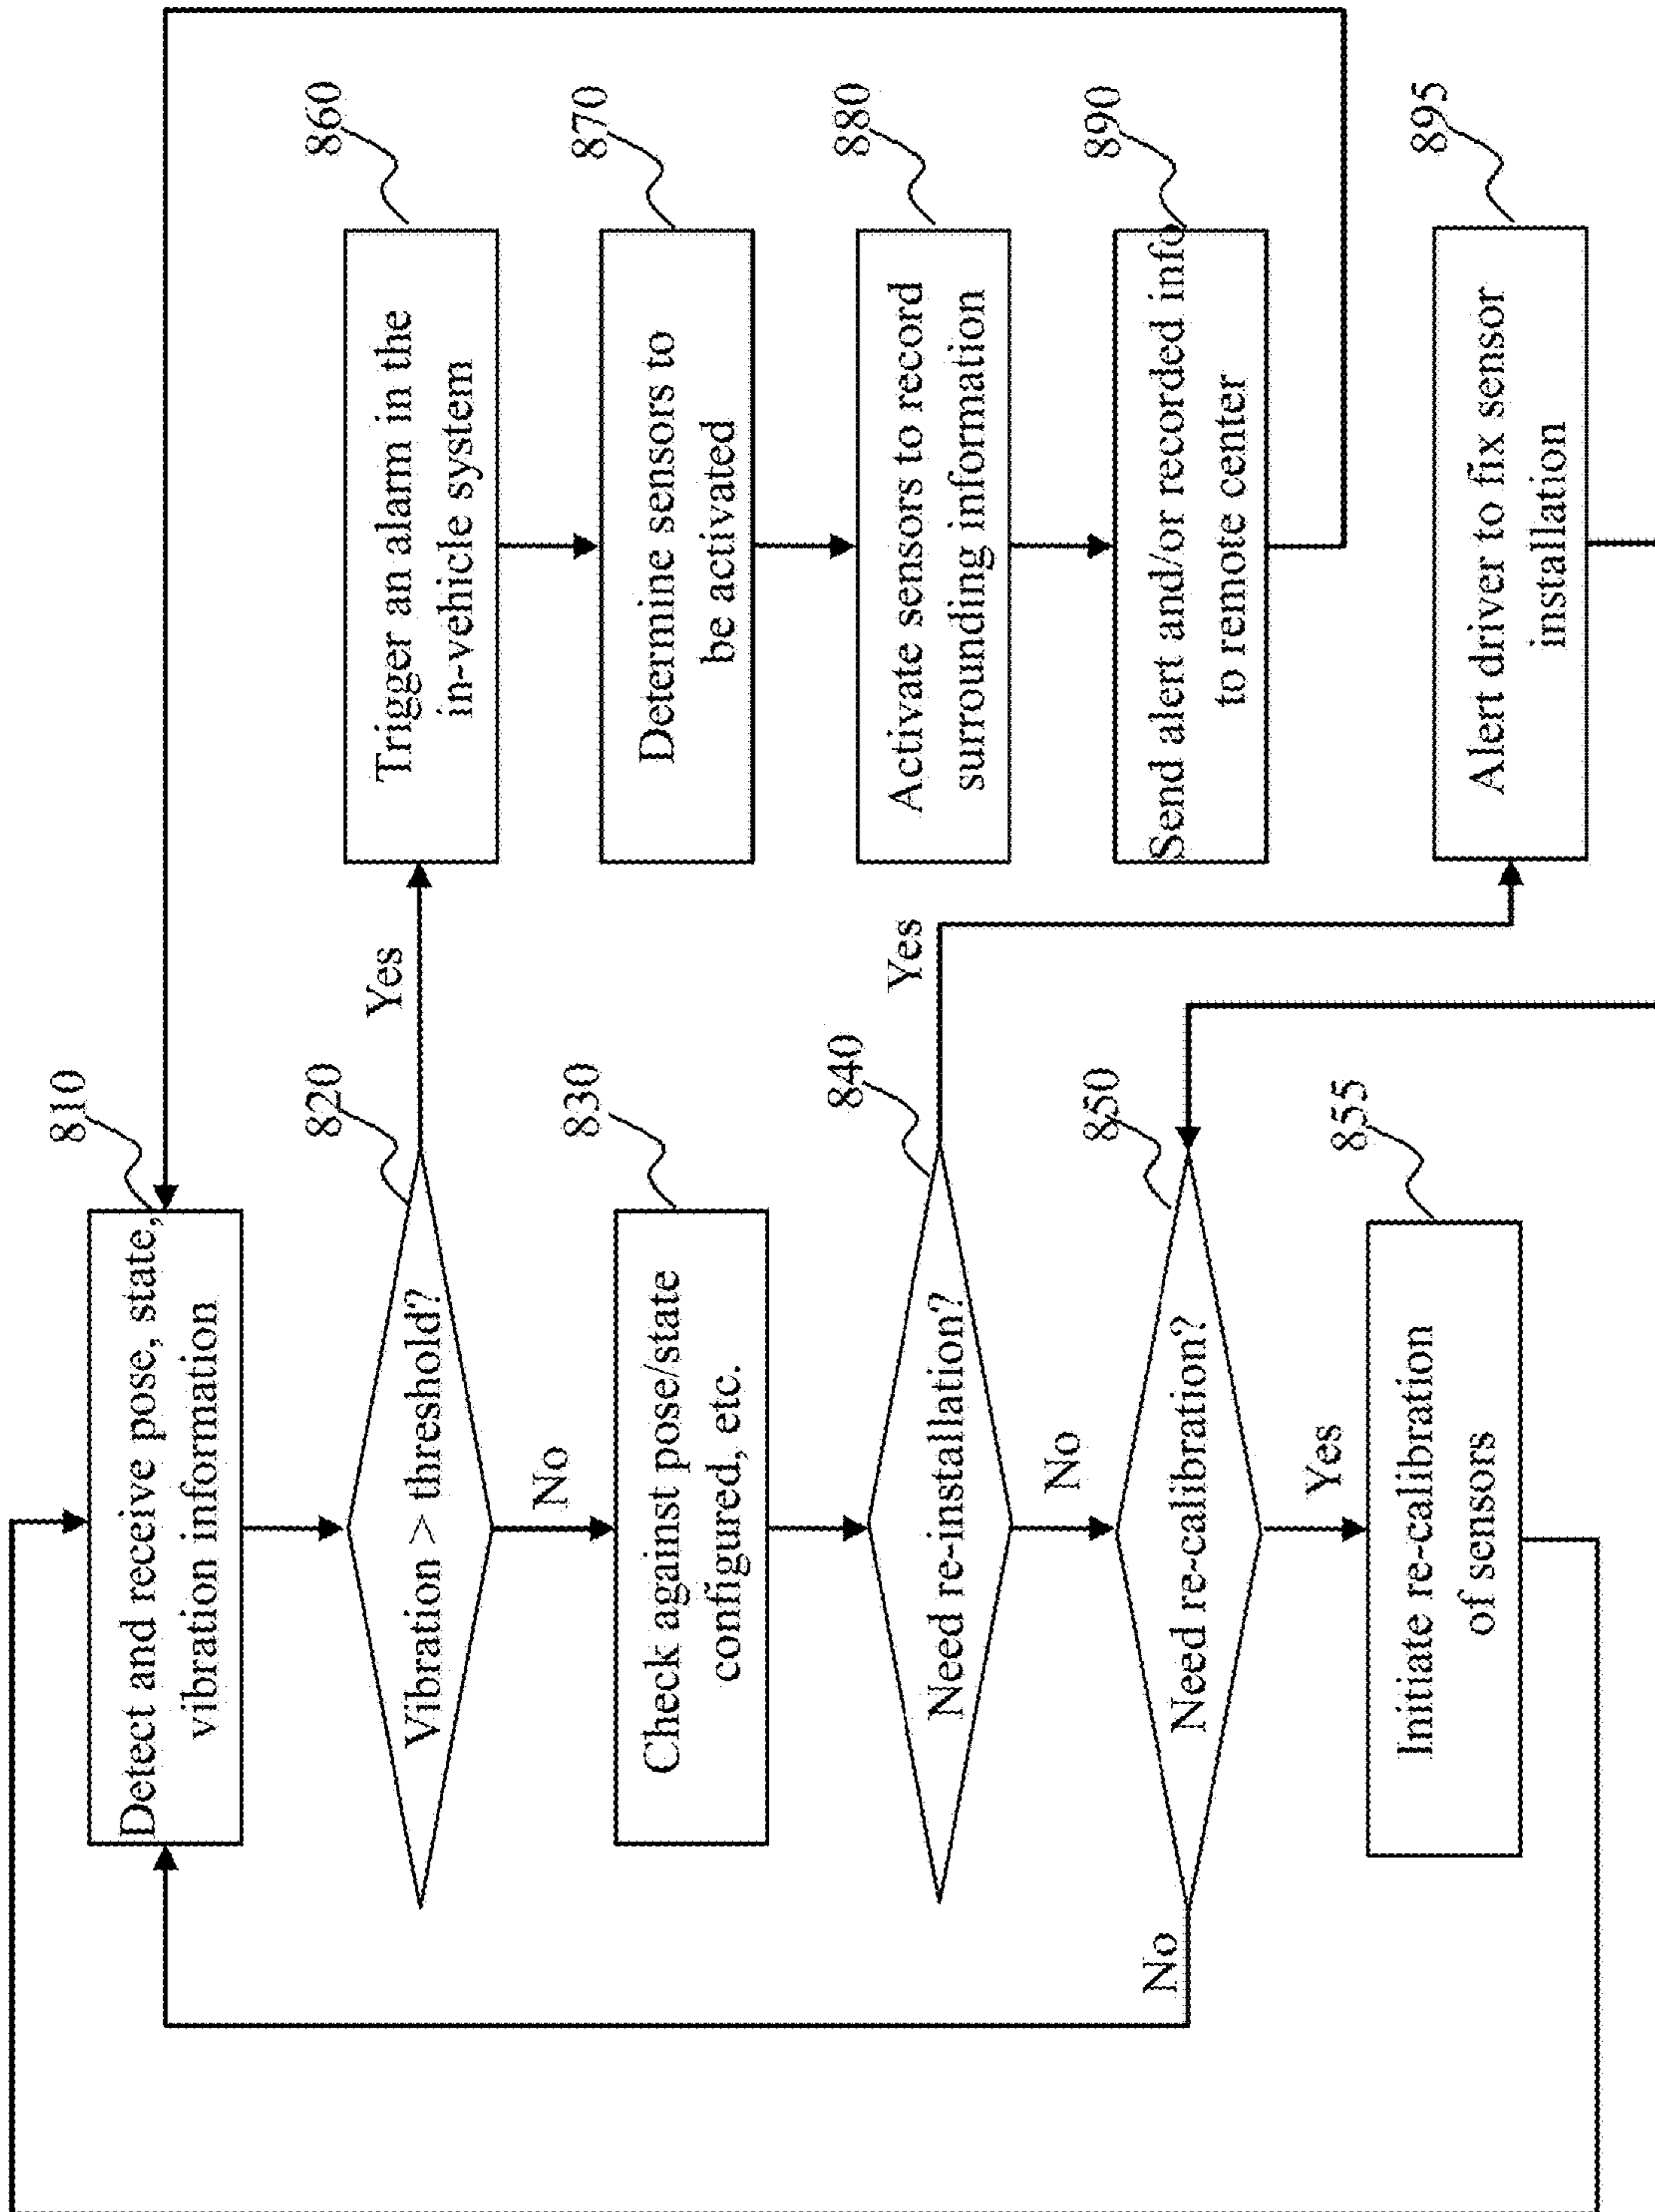 810
Detect and receive pose, state,
vibration information
820
Vibration > threshold?
Yes
No
830
Check against pose/state
configured, etc.
840
Need re-installation?
Yes
No
850
Need re-calibration?
No
Yes
855
Initiate re-calibration
of sensors
860
Trigger an alarm in the
in-vehicle system
870
Determine sensors to
be activated
880
Activate sensors to record
surrounding information
890
Send alert and/or recorded info
to remote center
895
Alert driver to fix sensor
installation